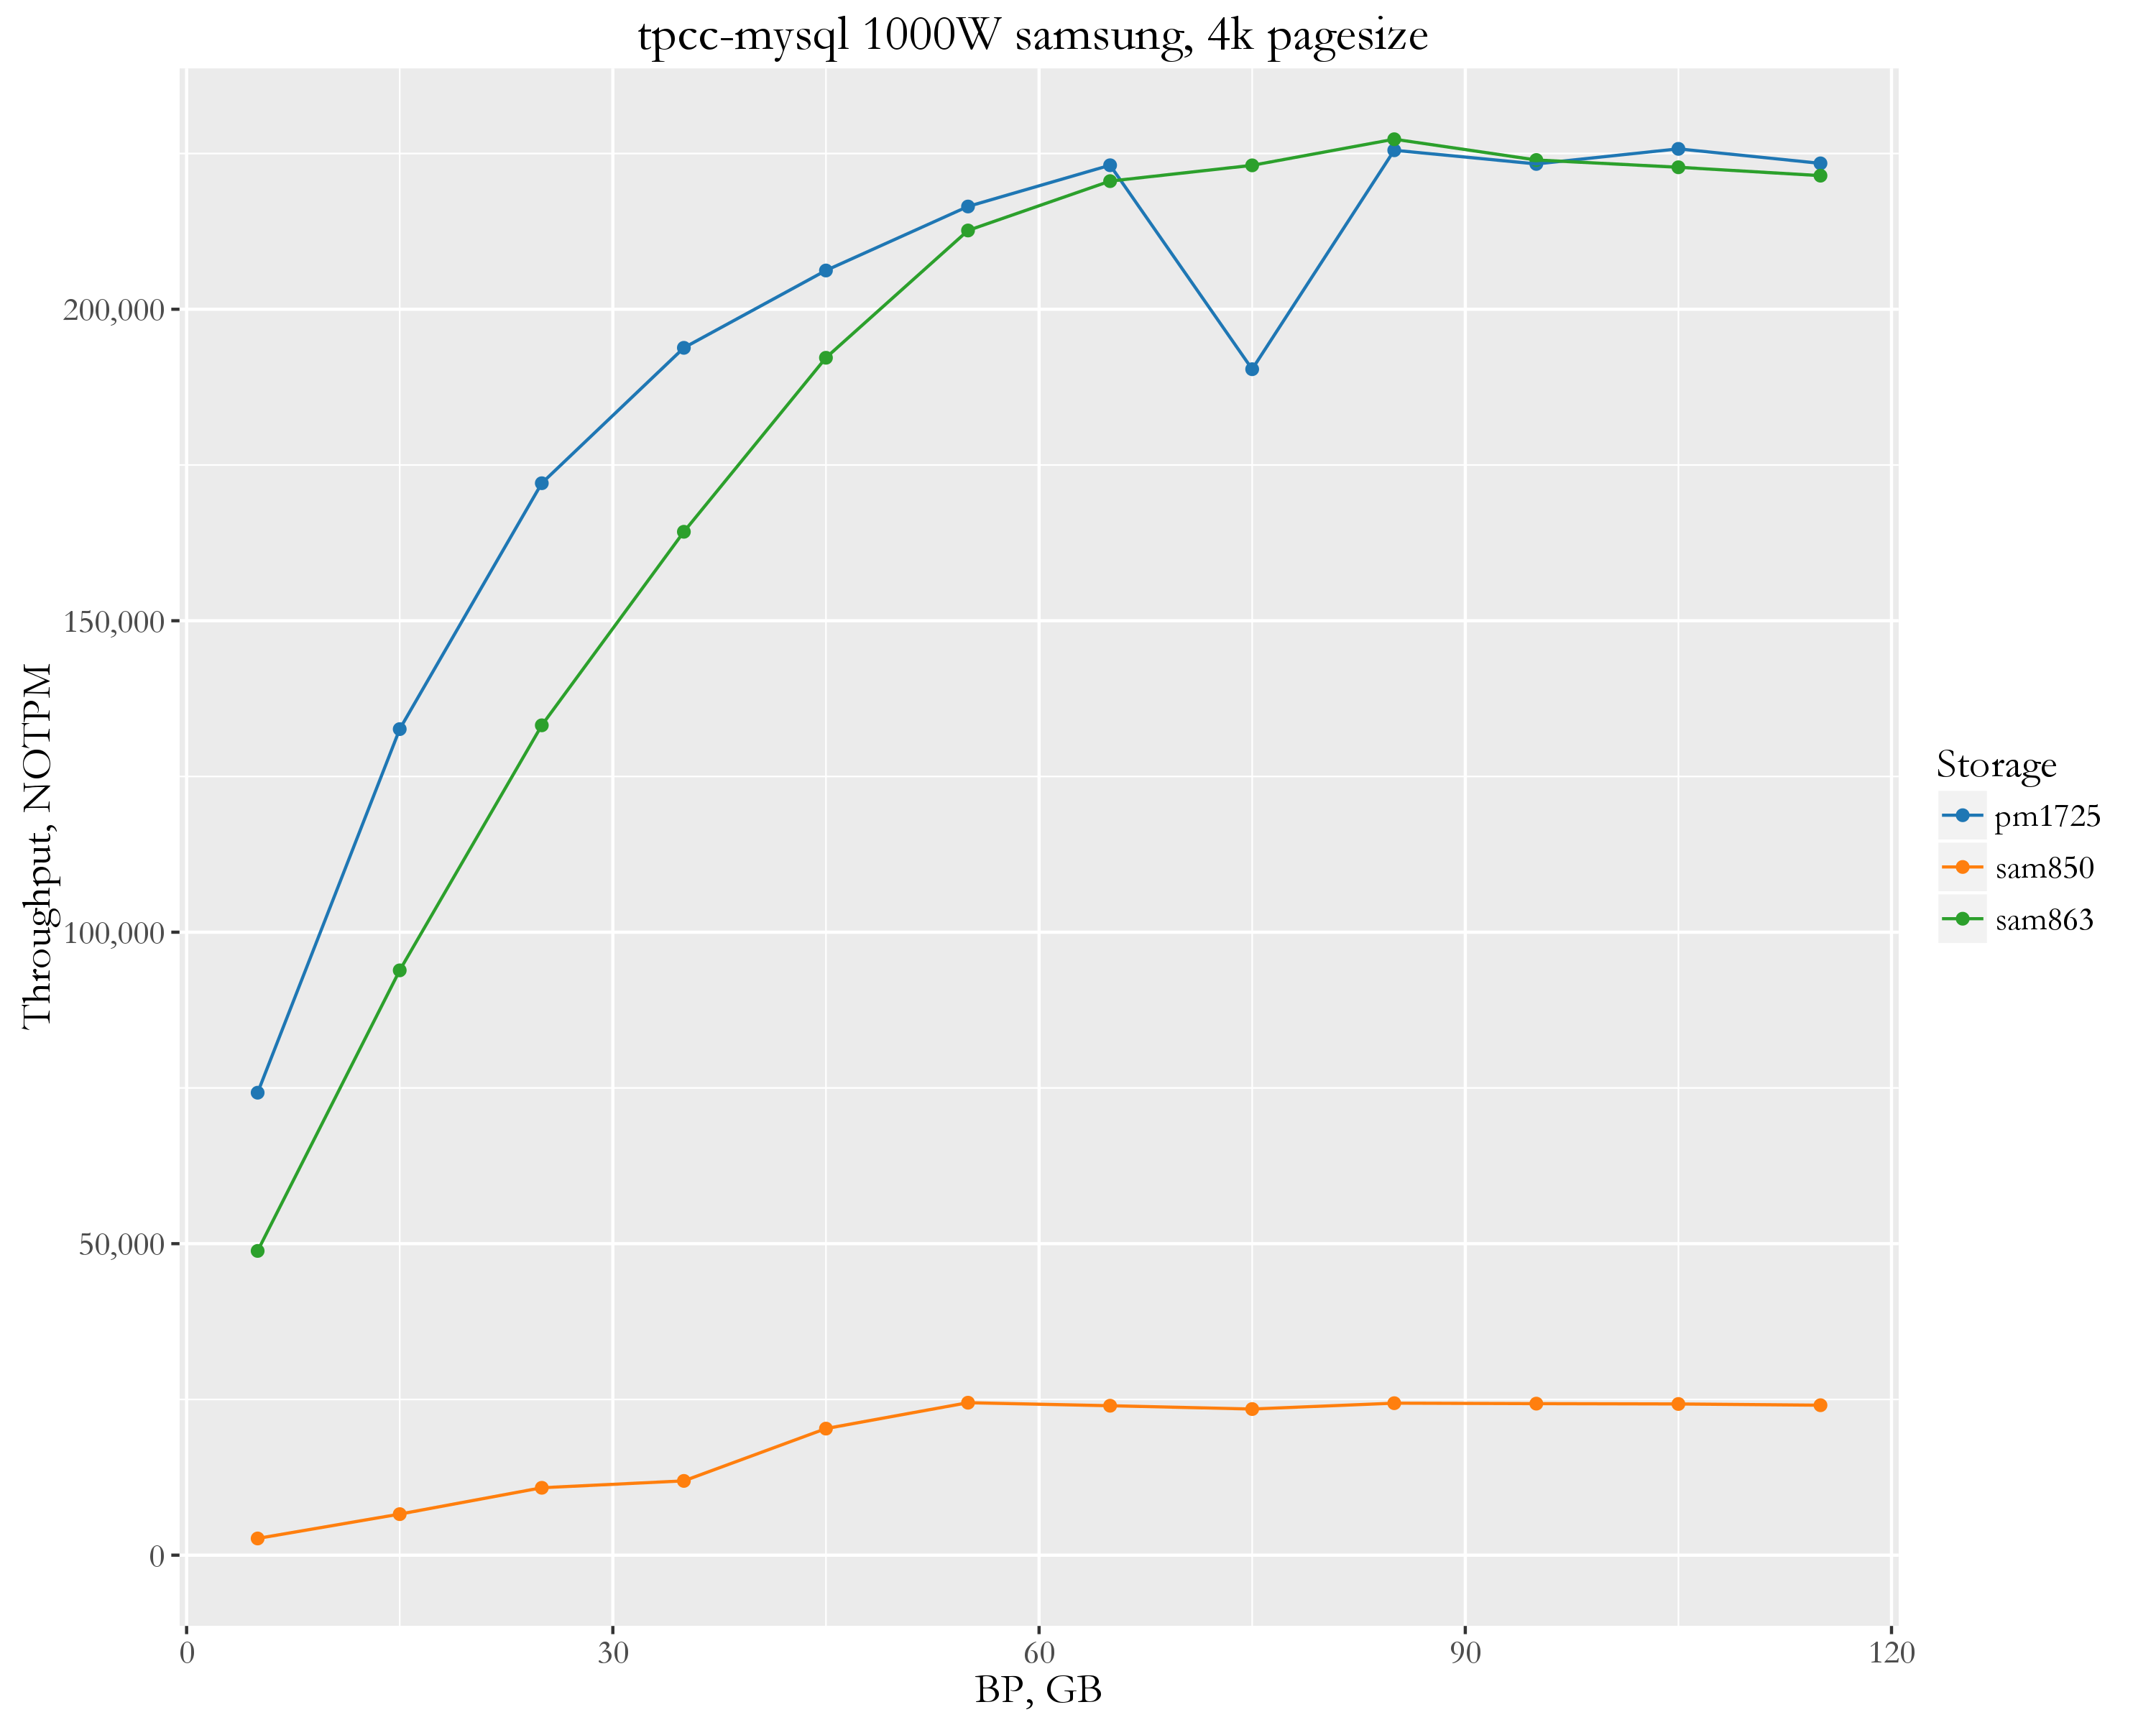 tpcc-mysql 1000W samsung, 4k pagesize
Throughput, NOTPM
200,000
150,000
100,000
50,000
0
0 30 60 90 120
BP, GB
Storage
pm1725
sam850
sam863